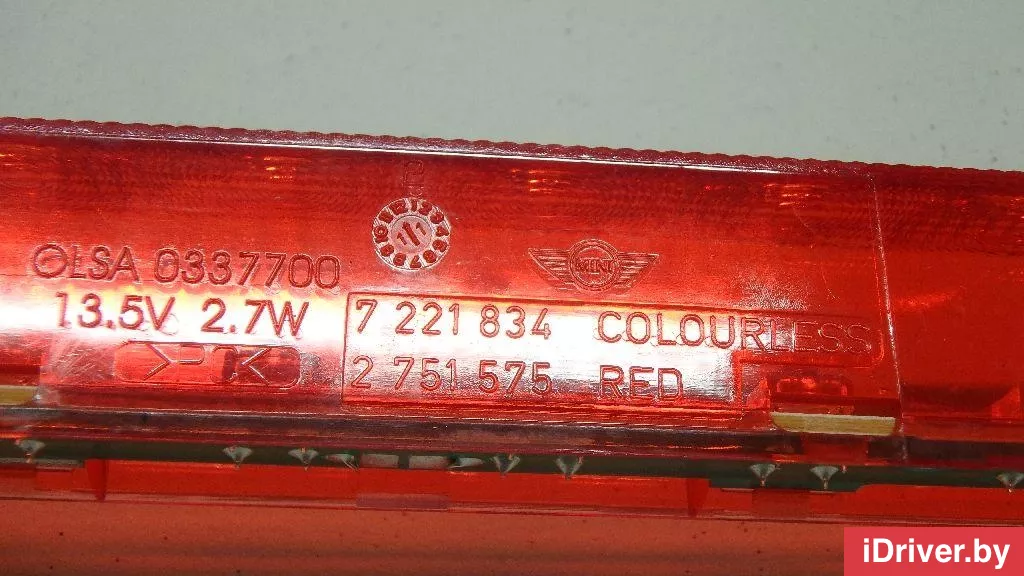 OLSA 0337700
MINI
13.5V 2.7W
7 221 834 COLOURLESS
2 751 575 RED
iDriver.by